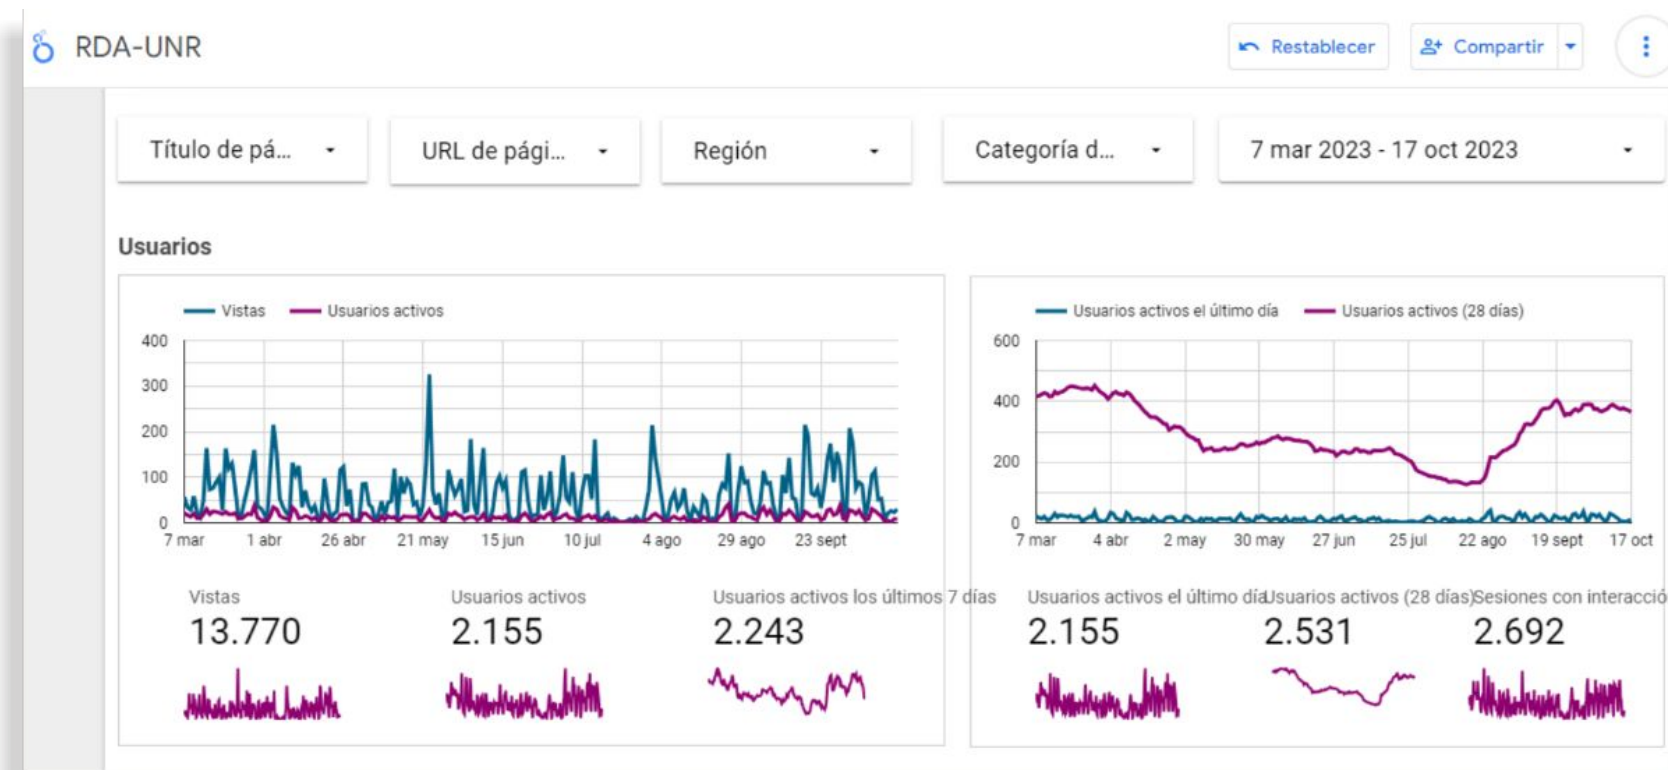 RDA-UNR
Restablecer
Compartir
Título de pá...
URL de pági...
Región
Categoría d...
7 mar 2023 - 17 oct 2023
Usuarios
Vistas
Usuarios activos
400
300
200
100
0
7 mar
1 abr
26 abr
21 may
15 jun
10 jul
4 ago
29 ago
23 sept
Vistas
13.770
Usuarios activos
2.155
Usuarios activos los últimos 7 días
2.243
Usuarios activos el último día
Usuarios activos (28 días)
600
400
200
0
7 mar
4 abr
2 may
30 may
27 jun
25 jul
22 ago
19 sept
17 oct
Usuarios activos el último día
2.155
Usuarios activos (28 días)
2.531
Sesiones con interacció
2.692